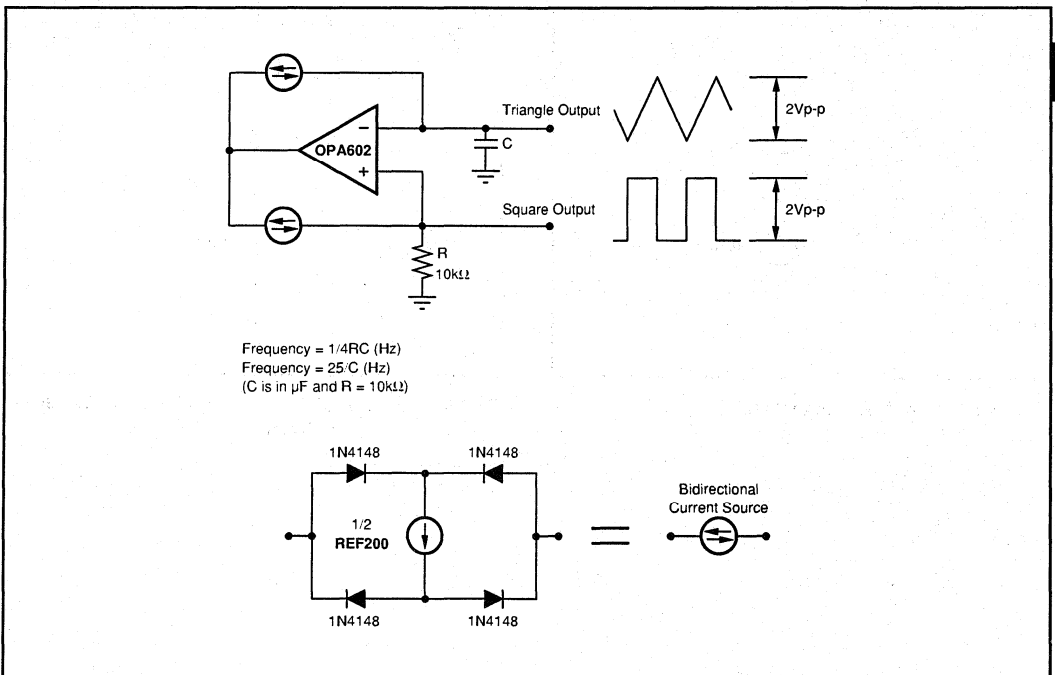 Triangle Output
2Vp-p
−
OPA602
C
+
Square Output
2Vp-p
R
10kΩ
Frequency = 1/4RC (Hz)
Frequency = 25/C (Hz)
(C is in µF and R = 10kΩ)
1N4148
1N4148
Bidirectional
Current Source
1/2
REF200
=
1N4148
1N4148